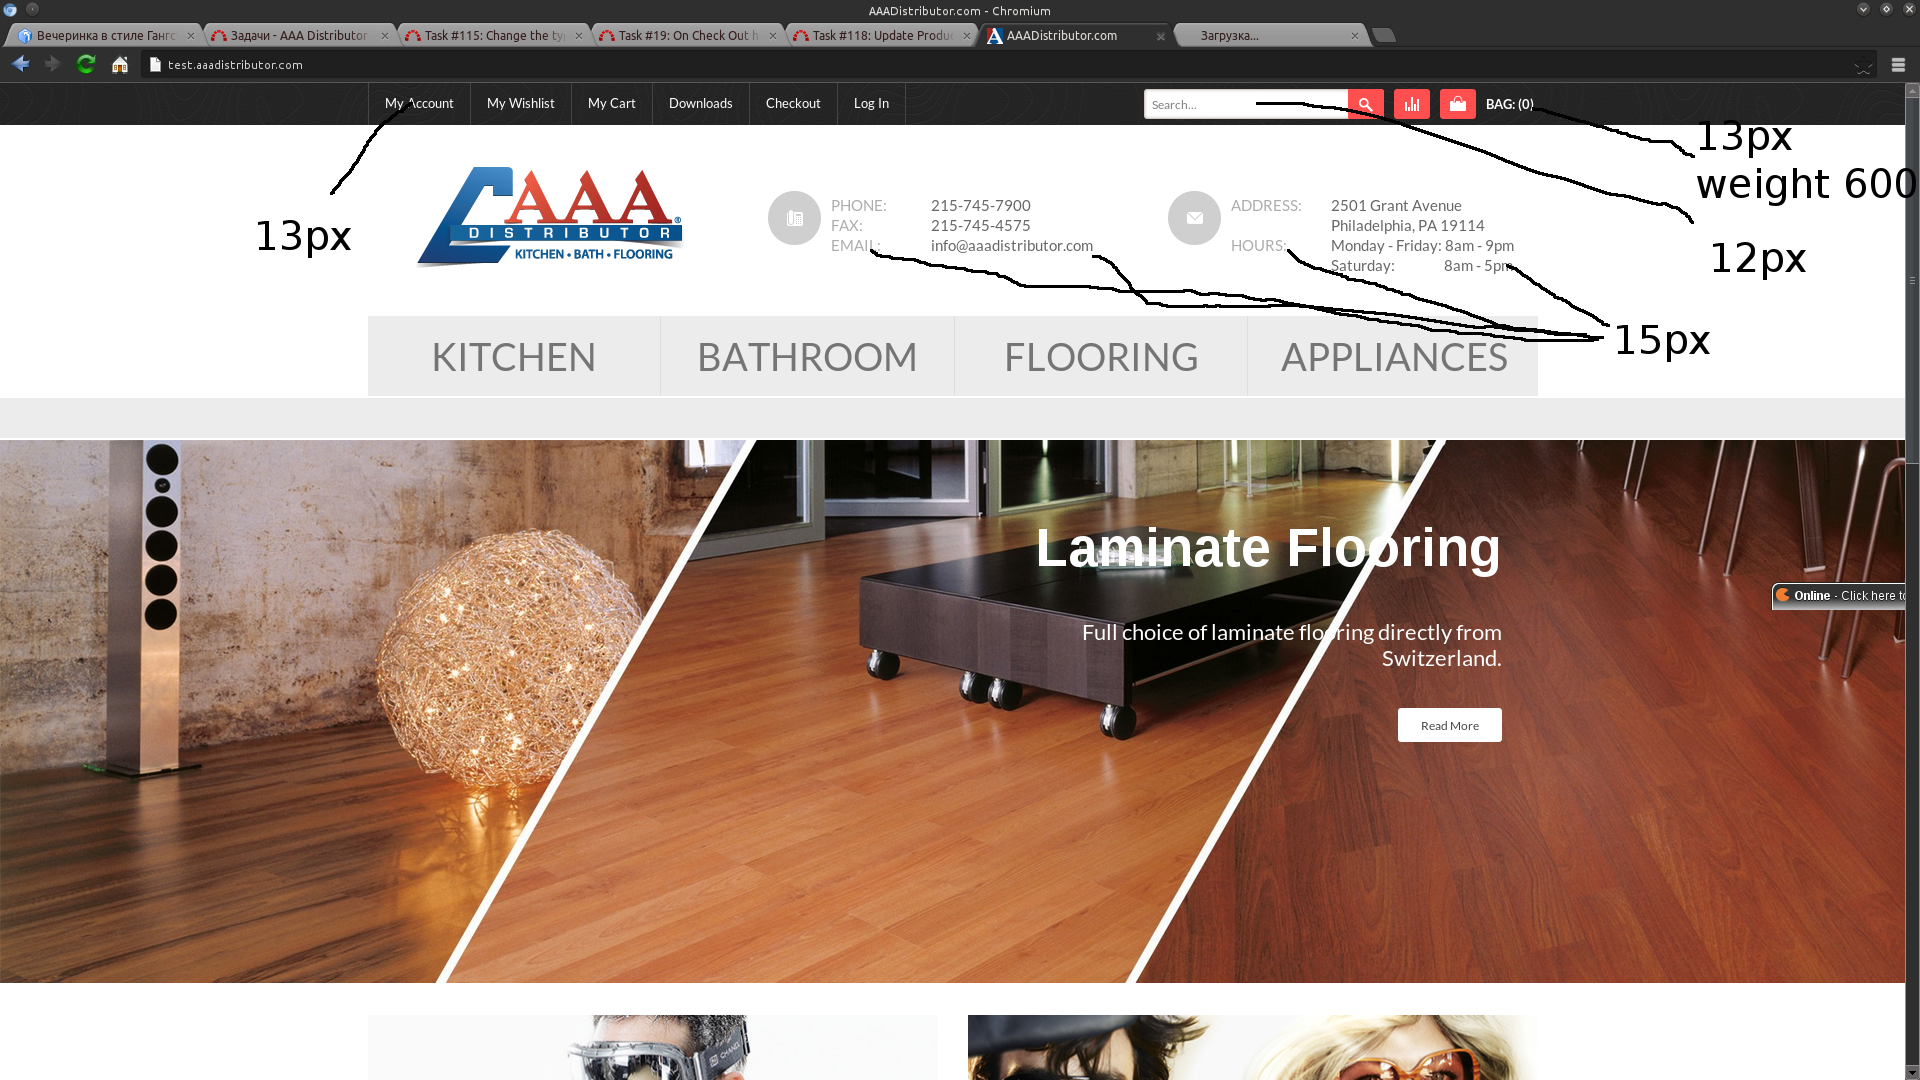 AAADistributor.com - Chromium
Вечеринка в стиле Гангс
Задачи - AAA Distributor
Task #115: Change the ty
Task #19: On Check Out h
Task #118: Update Produc
AAADistributor.com
Загрузка...
test.aaadistributor.com
My Account
My Wishlist
My Cart
Downloads
Checkout
Log In
Search...
BAG: (0)
13px
weight 600
12px
13px
15px
AAA
DISTRIBUTOR
KITCHEN • BATH • FLOORING
PHONE: 215-745-7900
FAX: 215-745-4575
EMAIL: info@aaadistributor.com
ADDRESS: 2501 Grant Avenue
Philadelphia, PA 19114
HOURS: Monday - Friday: 8am - 9pm
Saturday: 8am - 5pm
KITCHEN
BATHROOM
FLOORING
APPLIANCES
Laminate Flooring
Full choice of laminate flooring directly from
Switzerland.
Read More
Online - Click here to
CHANEL